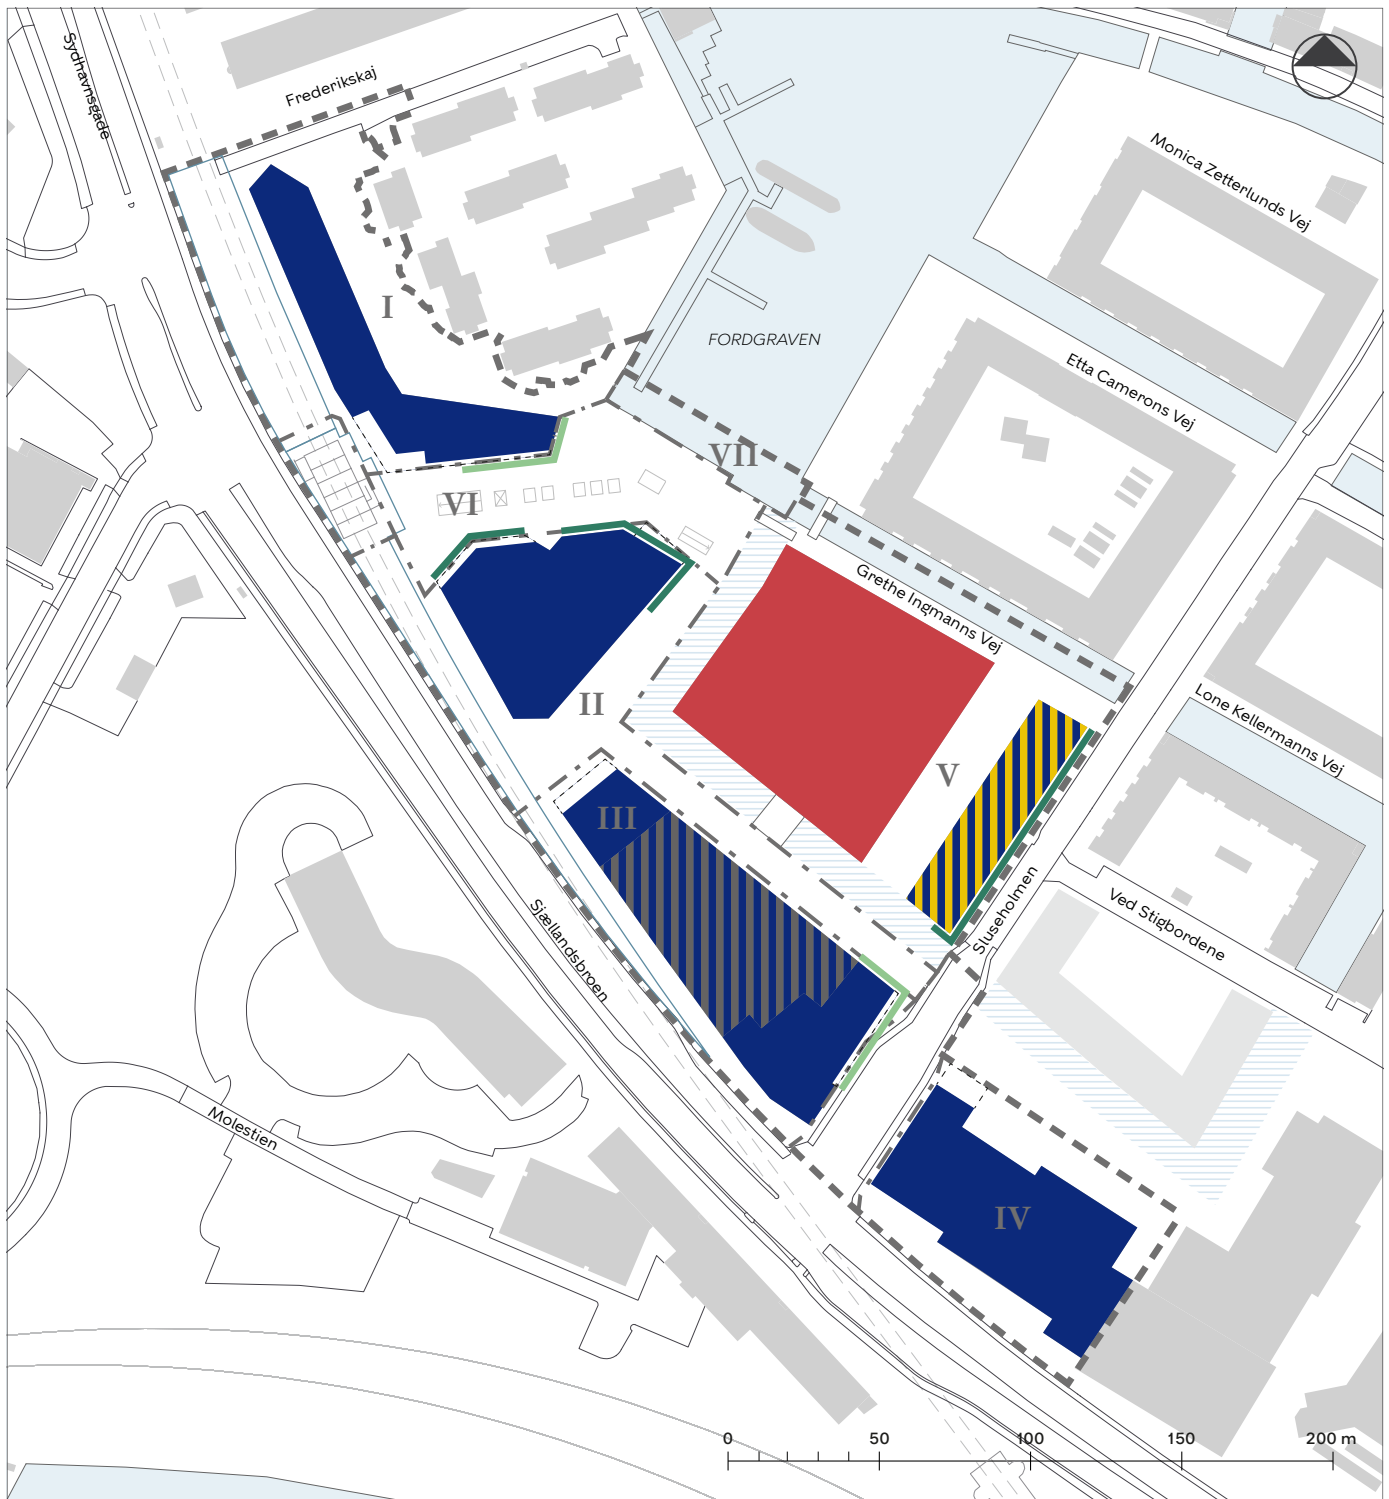 Sydhavnsgade
Frederikskaj
Monica Zetterlunds Vej
I
FORDGRAVEN
Etta Camerons Vej
VII
VI
Grethe Ingmanns Vej
II
Lone Kellermanns Vej
V
III
Sjællandsbroen
Sluseholmen
Ved Stigbordene
Molestien
IV
0 50 100 150 200 m